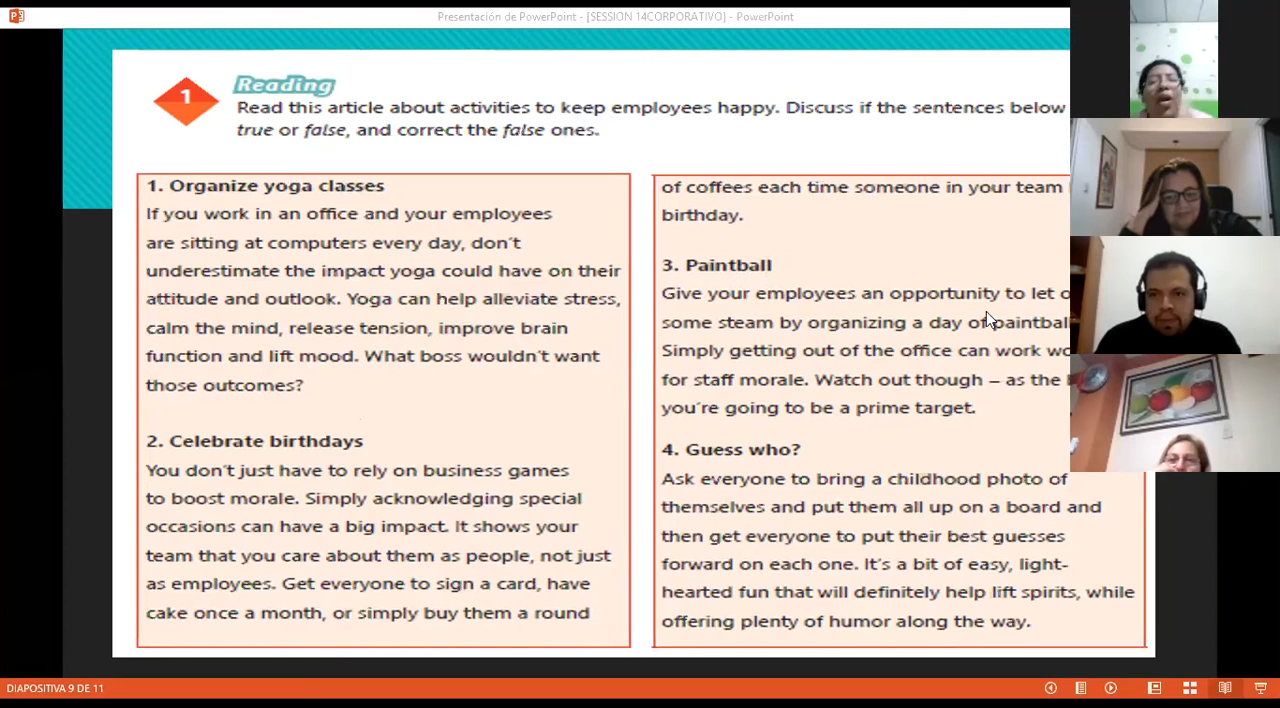 Presentación de PowerPoint - [SESSION 14CORPORATIVO] - PowerPoint
1
Reading
Read this article about activities to keep employees happy. Discuss if the sentences below
true or false, and correct the false ones.
1. Organize yoga classes
If you work in an office and your employees
are sitting at computers every day, don´t
underestimate the impact yoga could have on their
attitude and outlook. Yoga can help alleviate stress,
calm the mind, release tension, improve brain
function and lift mood. What boss wouldn´t want
those outcomes?
2. Celebrate birthdays
You don´t just have to rely on business games
to boost morale. Simply acknowledging special
occasions can have a big impact. It shows your
team that you care about them as people, not just
as employees. Get everyone to sign a card, have
cake once a month, or simply buy them a round
of coffees each time someone in your team
birthday.
3. Paintball
Give your employees an opportunity to let
some steam by organizing a day of paintbal
Simply getting out of the office can work
for staff morale. Watch out though – as the
you´re going to be a prime target.
4. Guess who?
Ask everyone to bring a childhood photo of
themselves and put them all up on a board and
then get everyone to put their best guesses
forward on each one. It´s a bit of easy, light-
hearted fun that will definitely help lift spirits, while
offering plenty of humor along the way.
DIAPOSITIVA 9 DE 11